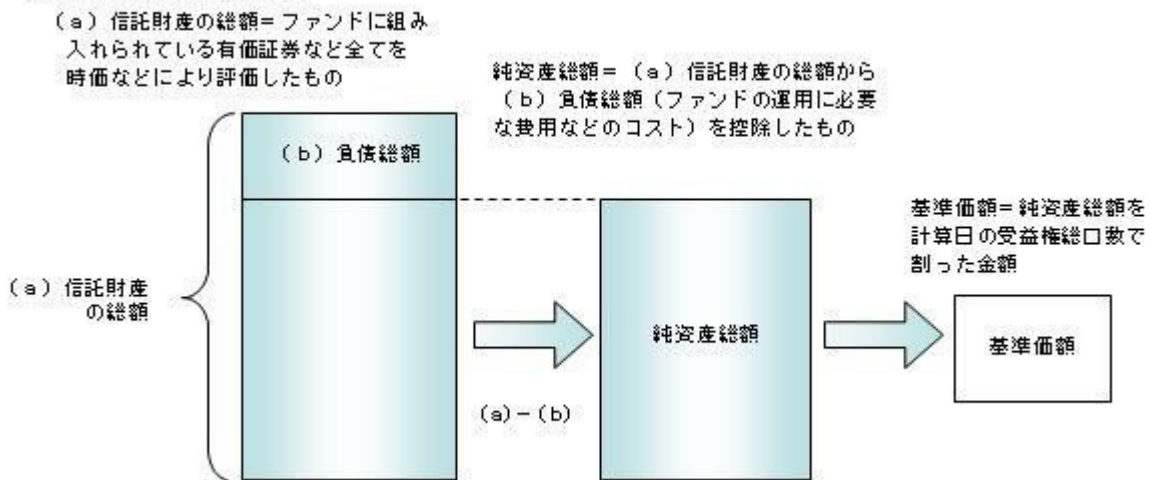 （a）信託財産の総額＝ファンドに組み
入れられている有価証券など全てを
時価などにより評価したもの
純資産総額＝（a）信託財産の総額から
（b）負債総額（ファンドの運用に必要
な費用などのコスト）を控除したもの
（b）負債総額
基準価額＝純資産総額を
計算日の受益権総口数で
割った金額
（a）信託財産
の総額
純資産総額
基準価額
（a）－（b）